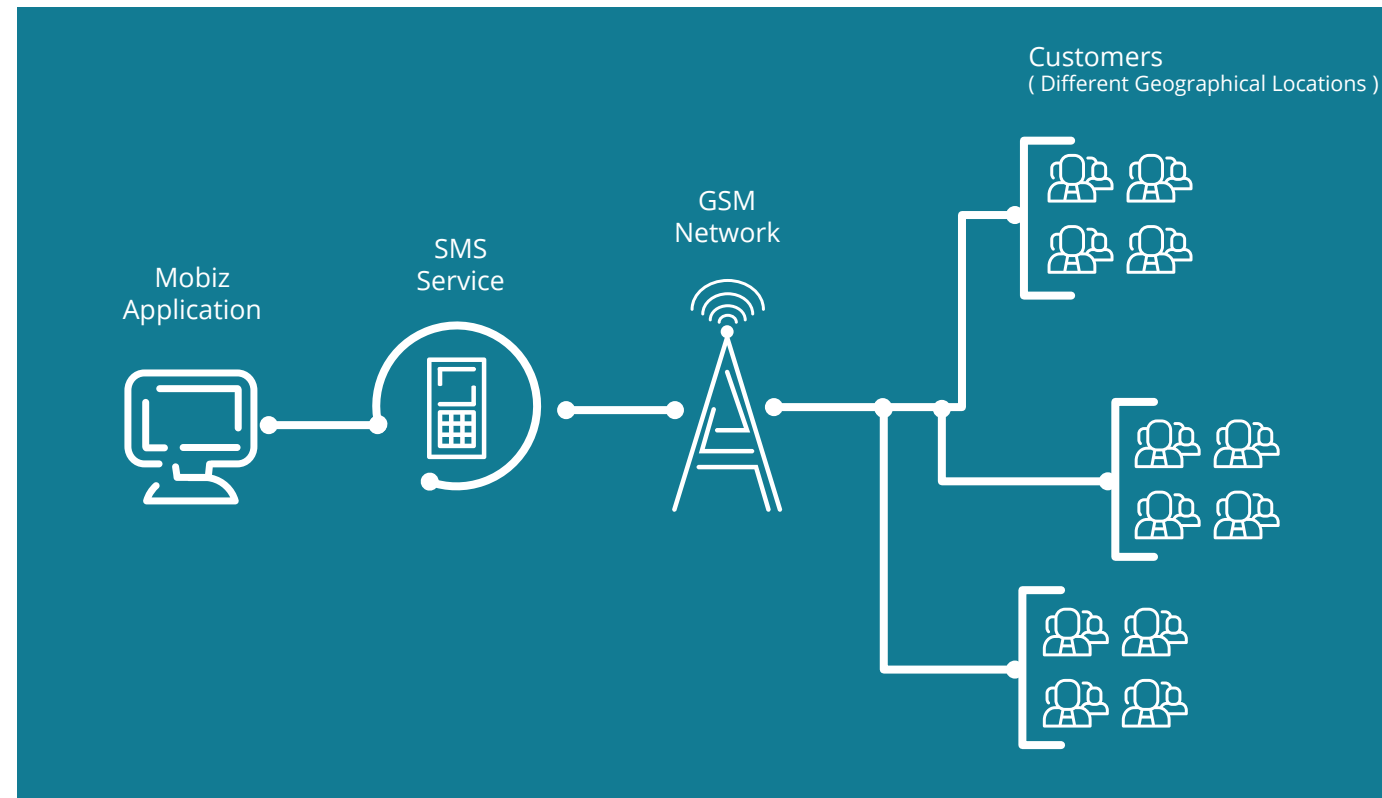 Customers
( Different Geographical Locations )
GSM
Network
SMS
Service
Mobiz
Application